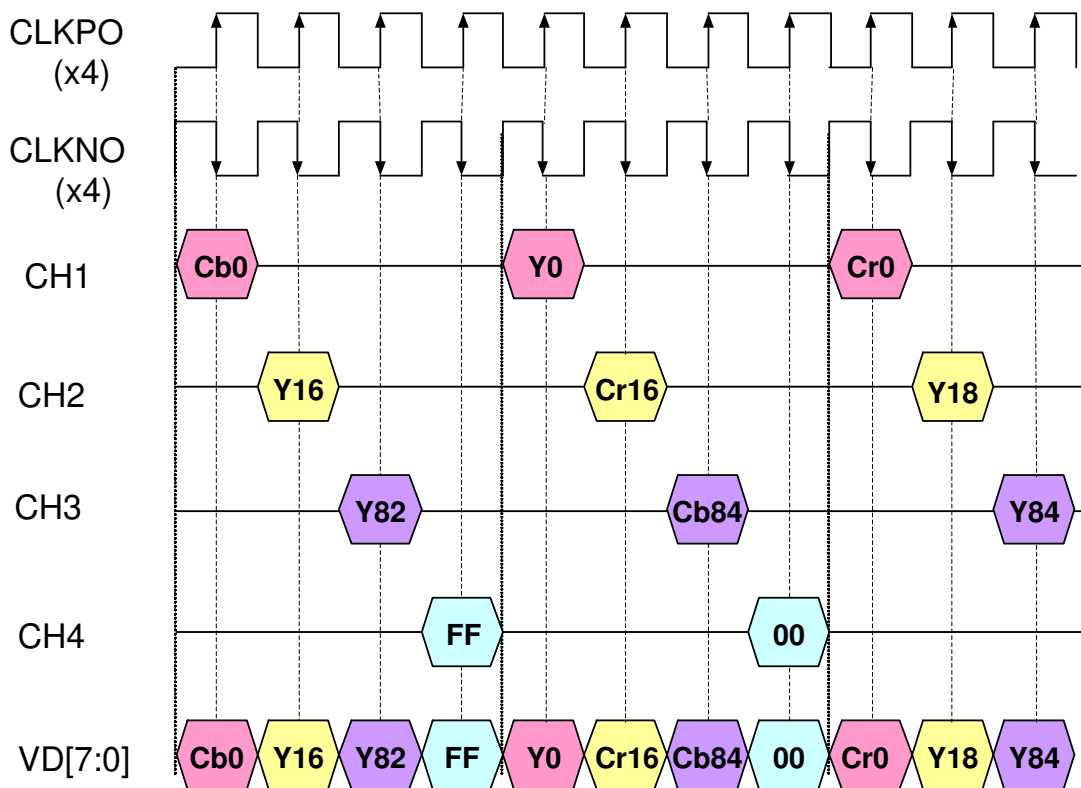 CLKPO
(x4)
CLKNO
(x4)
CH1 Cb0 Y0 Cr0
CH2 Y16 Cr16 Y18
CH3 Y82 Cb84 Y84
CH4 FF 00
VD[7:0] Cb0 Y16 Y82 FF Y0 Cr16 Cb84 00 Cr0 Y18 Y84